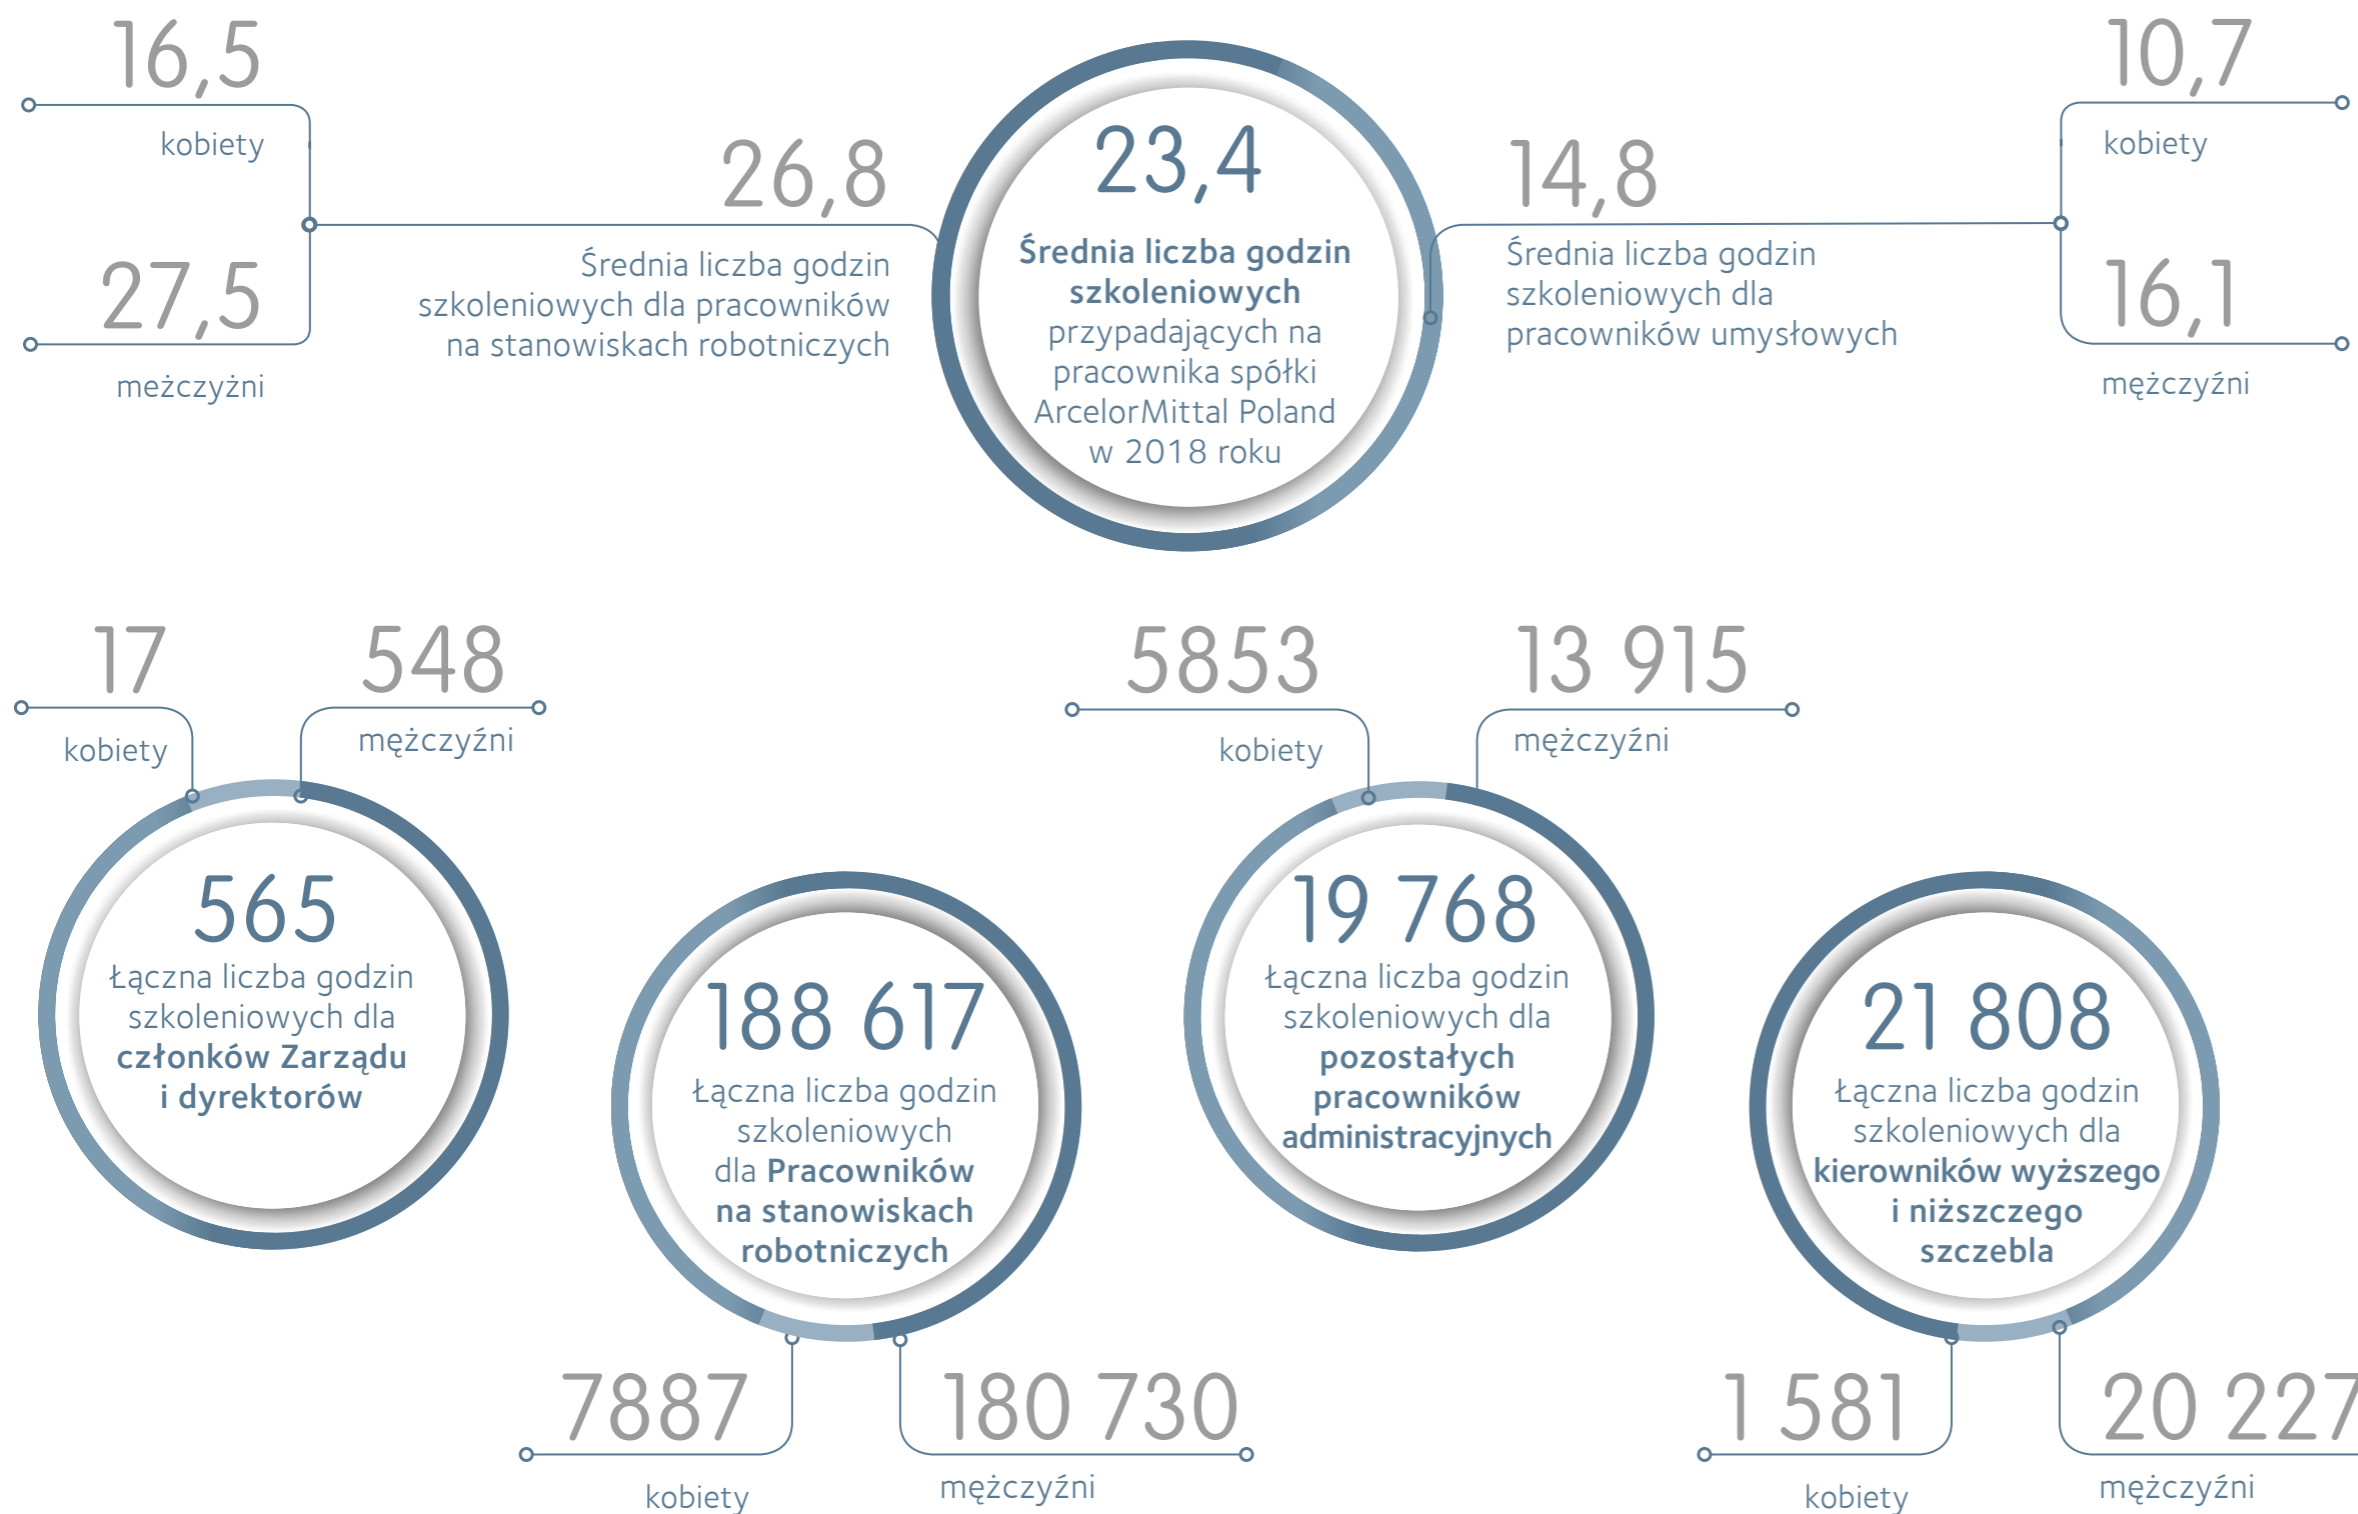 16,5
kobiety
27,5
meżczyżni
26,8
Średnia liczba godzin
szkoleniowych dla pracowników
na stanowiskach robotniczych
23,4
Średnia liczba godzin
szkoleniowych
przypadających na
pracownika spółki
ArcelorMittal Poland
w 2018 roku
14,8
Średnia liczba godzin
szkoleniowych dla
pracowników umysłowych
10,7
kobiety
16,1
mężczyźni
17
kobiety
548
mężczyźni
565
Łączna liczba godzin
szkoleniowych dla
członków Zarządu
i dyrektorów
188 617
Łączna liczba godzin
szkoleniowych
dla Pracowników
na stanowiskach
robotniczych
7887
kobiety
180 730
mężczyźni
5853
kobiety
13 915
mężczyźni
19 768
Łączna liczba godzin
szkoleniowych dla
pozostałych
pracowników
administracyjnych
21 808
Łączna liczba godzin
szkoleniowych dla
kierowników wyższego
i niższczego
szczebla
1 581
kobiety
20 227
mężczyźni